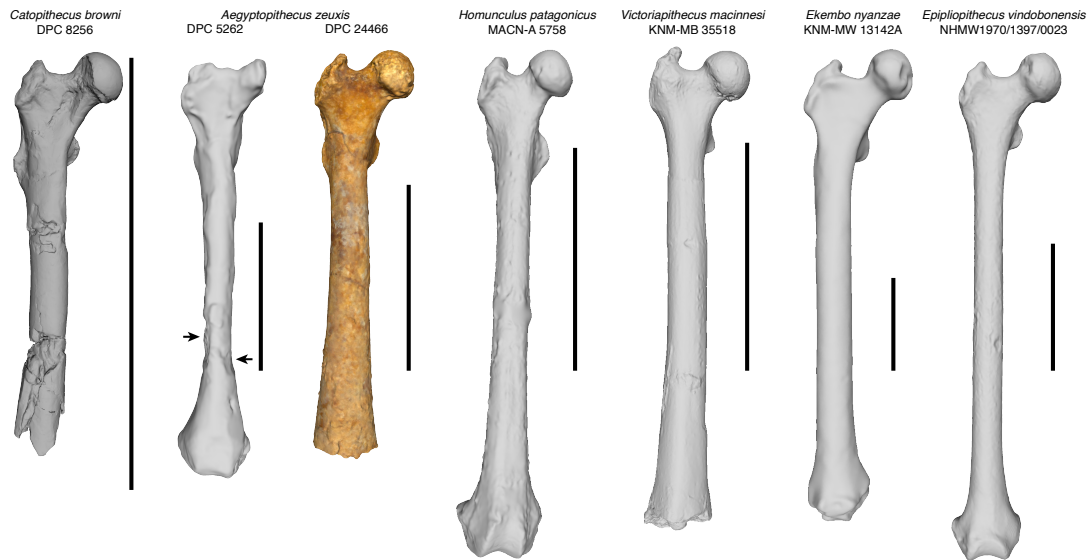 Catopithecus browni
DPC 8256
Aegyptopithecus zeuxis
DPC 5262
DPC 24466
Homunculus patagonicus
MACN-A 5758
Victoriapithecus macinnesi
KNM-MB 35518
Ekembo nyanzae
KNM-MW 13142A
Epipliopithecus vindobonensis
NHMW1970/1397/0023